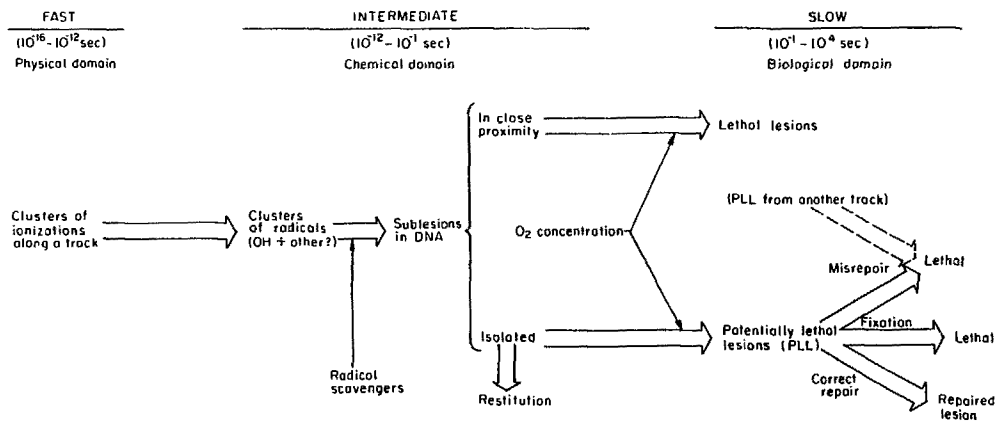 FAST
(10⁻¹⁶-10⁻¹² sec)
Physical domain
INTERMEDIATE
(10⁻¹² - 10⁻¹ sec)
Chemical domain
SLOW
(10⁻¹ - 10⁴ sec)
Biological domain
Clusters of
ionizations
along a track
Clusters
of radicals
(OH + other?)
Radical
scavengers
Sublesions
in DNA
In close
proximity
Isolated
Restitution
O₂ concentration
Lethal lesions
(PLL from another track)
Misrepair
Lethal
Potentially lethal
lesions (PLL)
Fixation
Lethal
Correct
repair
Repaired
lesion